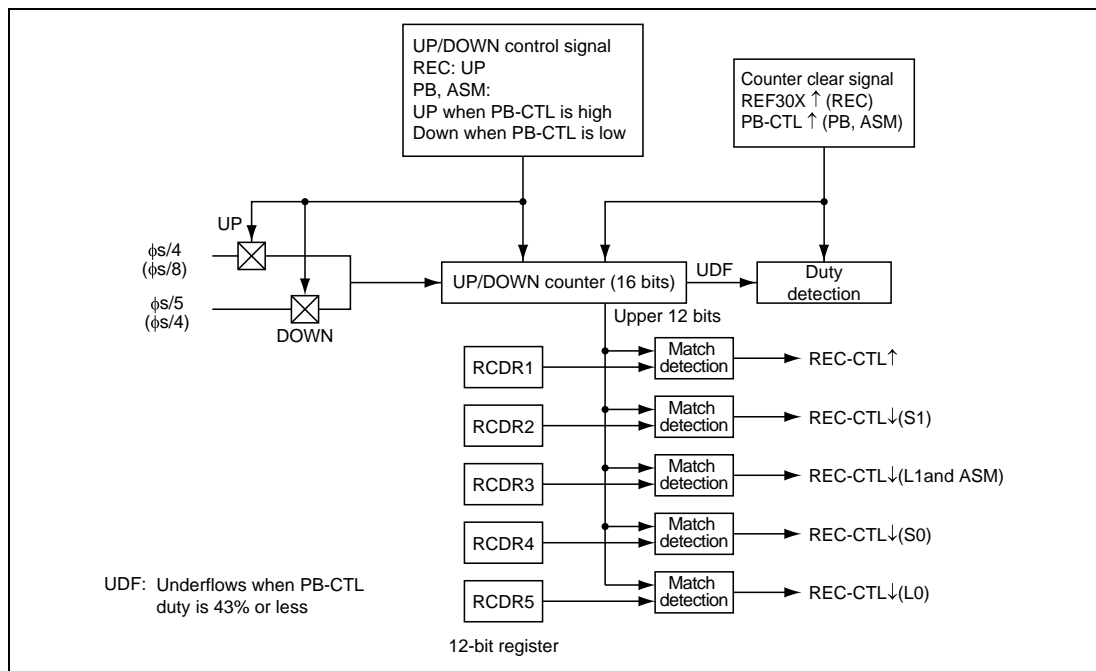 UP/DOWN control signal
REC: UP
PB, ASM:
UP when PB-CTL is high
Down when PB-CTL is low
Counter clear signal
REF30X ↑ (REC)
PB-CTL ↑ (PB, ASM)
UP
ϕs/4
(ϕs/8)
ϕs/5
(ϕs/4)
DOWN
UP/DOWN counter (16 bits)
UDF
Duty
detection
Upper 12 bits
RCDR1
Match
detection
REC-CTL↑
RCDR2
Match
detection
REC-CTL↓(S1)
RCDR3
Match
detection
REC-CTL↓(L1and ASM)
RCDR4
Match
detection
REC-CTL↓(S0)
RCDR5
Match
detection
REC-CTL↓(L0)
UDF: Underflows when PB-CTL
duty is 43% or less
12-bit register